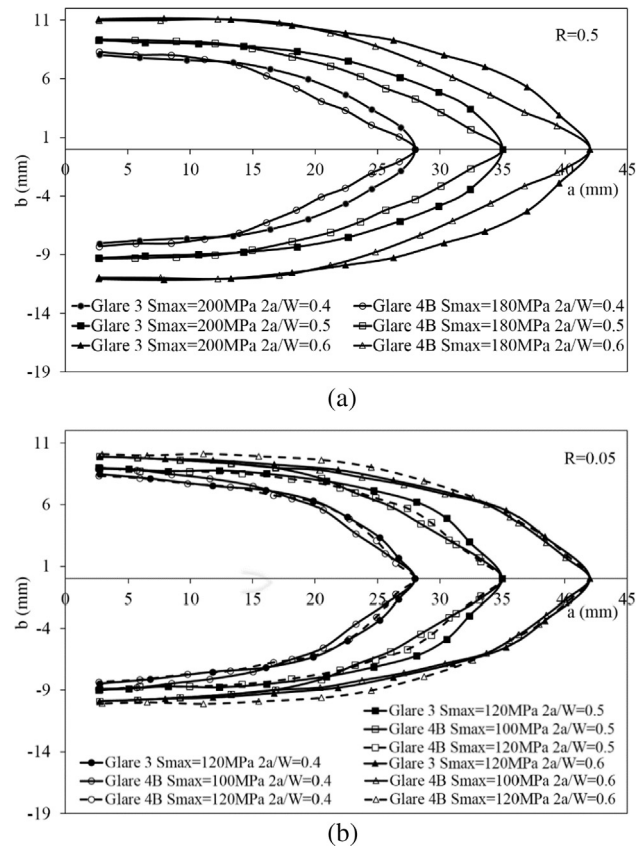 11
R=0.5
6
1
b (mm)
0 5 10 15 20 25 30 35 40 45
-4
a (mm)
-9
Glare 3 Smax=200MPa 2a/W=0.4 Glare 4B Smax=180MPa 2a/W=0.4
-14
Glare 3 Smax=200MPa 2a/W=0.5 Glare 4B Smax=180MPa 2a/W=0.5
Glare 3 Smax=200MPa 2a/W=0.6 Glare 4B Smax=180MPa 2a/W=0.6
-19
(a)
11
R=0.05
6
1
b (mm)
0 5 10 15 20 25 30 35 40 45
-4
a (mm)
-9
Glare 3 Smax=120MPa 2a/W=0.5
Glare 4B Smax=100MPa 2a/W=0.5
-14
Glare 4B Smax=120MPa 2a/W=0.5
Glare 3 Smax=120MPa 2a/W=0.4 Glare 3 Smax=120MPa 2a/W=0.6
Glare 4B Smax=100MPa 2a/W=0.4 Glare 4B Smax=100MPa 2a/W=0.6
Glare 4B Smax=120MPa 2a/W=0.4 Glare 4B Smax=120MPa 2a/W=0.6
-19
(b)